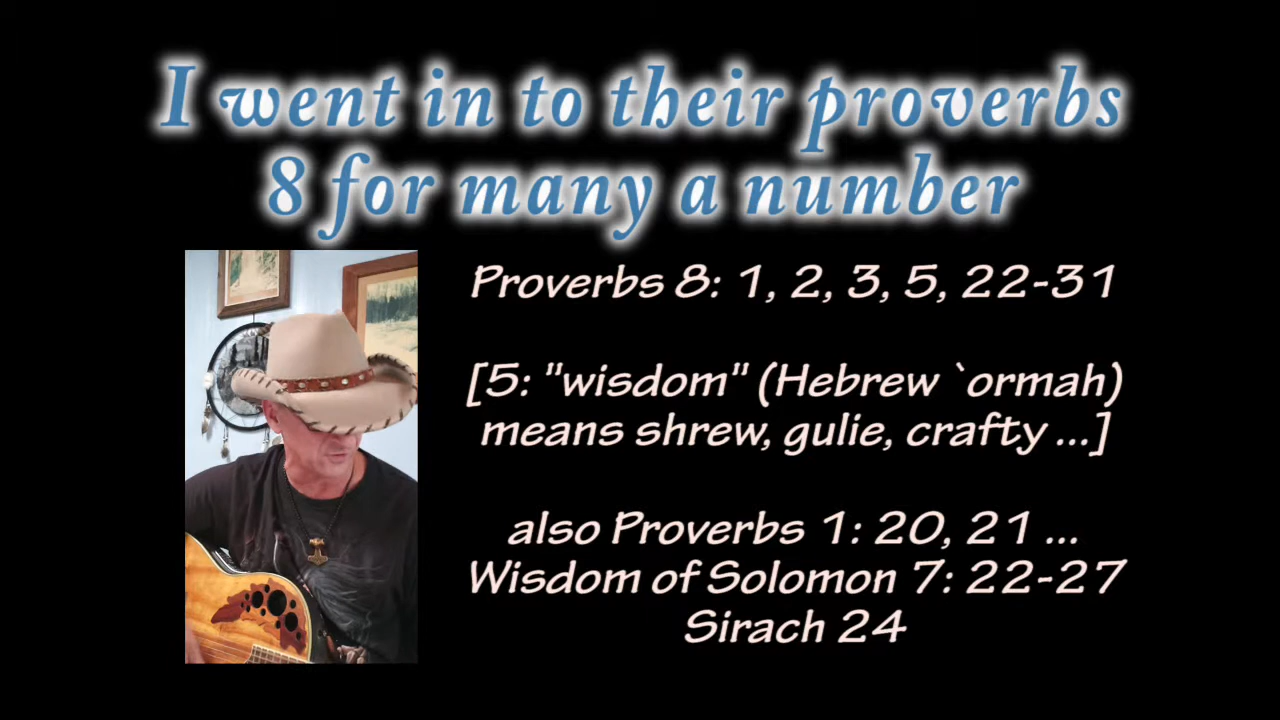 I went in to their proverbs
8 for many a number
Proverbs 8: 1, 2, 3, 5, 22-31
[5: "wisdom" (Hebrew `ormah)
means shrew, gulie, crafty ...]
also Proverbs 1: 20, 21 ...
Wisdom of Solomon 7: 22-27
Sirach 24